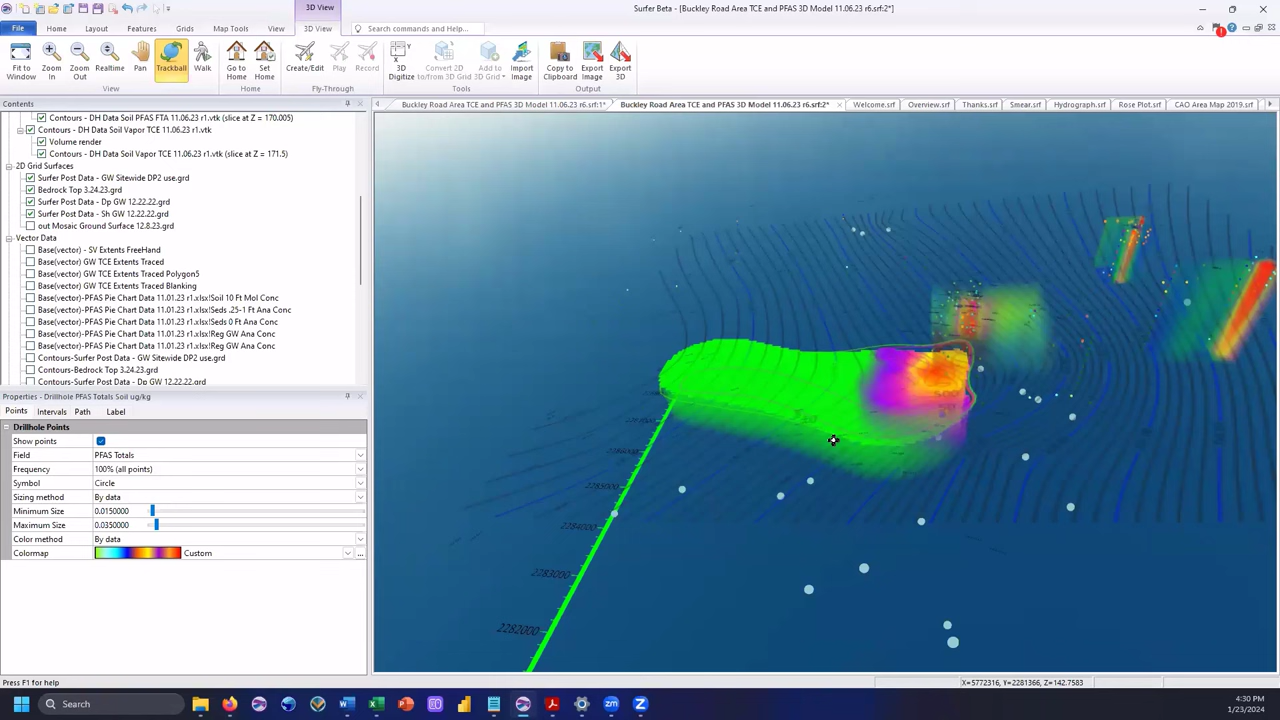 3D View
Surfer Beta - [Buckley Road Area TCE and PFAS 3D Model 11.06.23 r6.srf:2*]
File
Home
Layout
Features
Grids
Map Tools
View
3D View
Search commands and Help...
Fit to Window
Zoom In
Zoom Out
Realtime
Pan
Trackball
Walk
Go to Home
Set Home
Create/Edit
Play
Record
3D Digitize
Convert 2D to/from 3D Grid
Add to 3D Grid
Import Image
Copy to Clipboard
Export Image
Export 3D
View
Home
Fly-Through
Tools
Output
Contents
Buckley Road Area TCE and PFAS 3D Model 11.06.23 r6.srf:1*
Buckley Road Area TCE and PFAS 3D Model 11.06.23 r6.srf:2*
Welcome.srf
Overview.srf
Thanks.srf
Smear.srf
Hydrograph.srf
Rose Plot.srf
CAO Area Map 2019.srf
Contours - DH Data Soil PFAS FTA 11.06.23 r1.vtk (slice at Z = 170.005)
Contours - DH Data Soil Vapor TCE 11.06.23 r1.vtk
Volume render
Contours - DH Data Soil Vapor TCE 11.06.23 r1.vtk (slice at Z = 171.5)
2D Grid Surfaces
Surfer Post Data - GW Sitewide DP2 use.grd
Bedrock Top 3.24.23.grd
Surfer Post Data - Dp GW 12.22.22.grd
Surfer Post Data - Sh GW 12.22.22.grd
out Mosaic Ground Surface 12.8.23.grd
Vector Data
Base(vector) - SV Extents FreeHand
Base(vector) GW TCE Extents Traced
Base(vector) GW TCE Extents Traced Polygon5
Base(vector) GW TCE Extents Traced Blanking
Base(vector)-PFAS Pie Chart Data 11.01.23 r1.xlsx!Soil 10 Ft Mol Conc
Base(vector)-PFAS Pie Chart Data 11.01.23 r1.xlsx!Seds .25-1 Ft Ana Conc
Base(vector)-PFAS Pie Chart Data 11.01.23 r1.xlsx!Seds 0 Ft Ana Conc
Base(vector)-PFAS Pie Chart Data 11.01.23 r1.xlsx!Reg GW Ana Conc
Base(vector)-PFAS Pie Chart Data 11.01.23 r1.xlsx!GW Ana Conc
Contours-Surfer Post Data - GW Sitewide DP2 use.grd
Contours-Bedrock Top 3.24.23.grd
Contours-Surfer Post Data - Dp GW 12.22.22.grd
Properties - Drillhole PFAS Totals Soil ug/kg
Points
Intervals
Path
Label
Drillhole Points
Show points
Field PFAS Totals
Frequency 100% (all points)
Symbol Circle
Sizing method By data
Minimum Size 0.0150000
Maximum Size 0.0350000
Color method By data
Colormap Custom
2285000
2284000
2283000
2282000
Press F1 for help
X=5772316, Y=2281366, Z=142.7583
Search
4:30 PM
1/23/2024